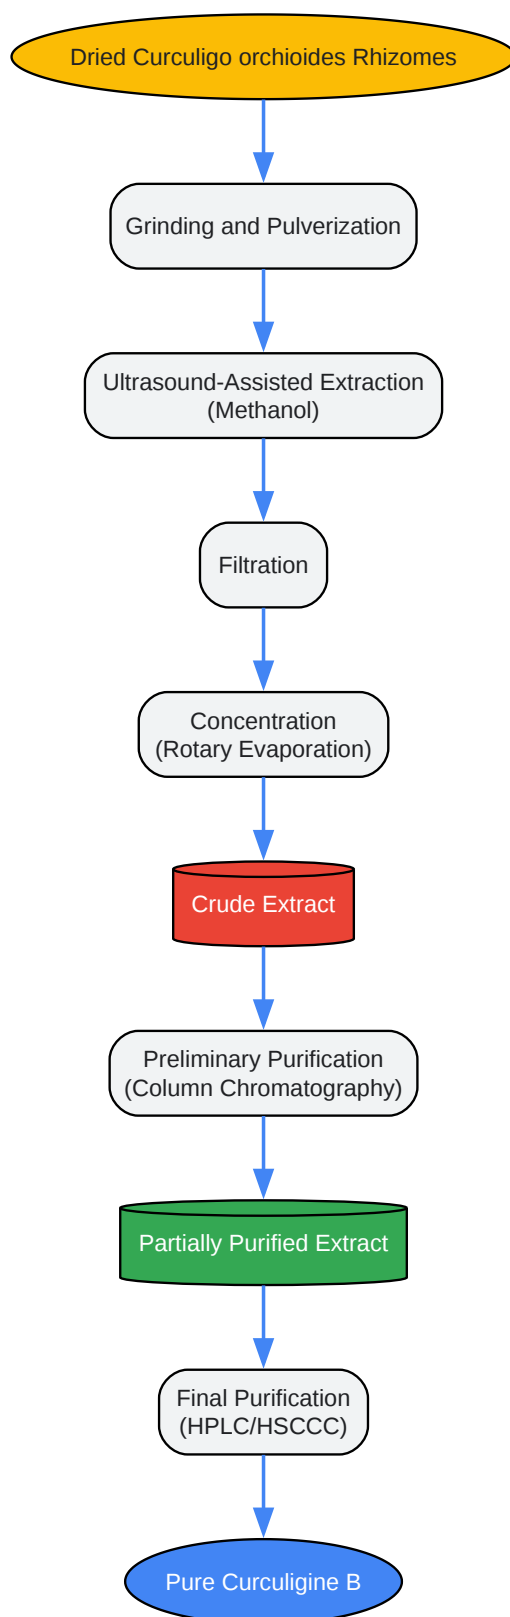 Dried Curculigo orchioides Rhizomes
Grinding and Pulverization
Ultrasound-Assisted Extraction
(Methanol)
Filtration
Concentration
(Rotary Evaporation)
Crude Extract
Preliminary Purification
(Column Chromatography)
Partially Purified Extract
Final Purification
(HPLC/HSCCC)
Pure Curculigine B